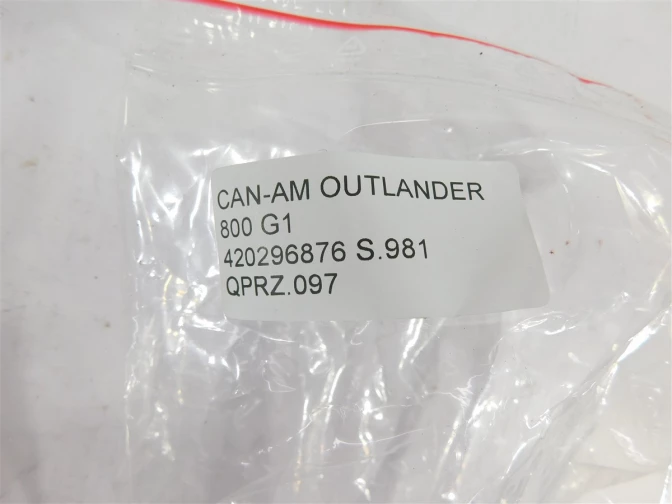 CAN-AM OUTLANDER
800 G1
420296876 S.981
QPRZ.097